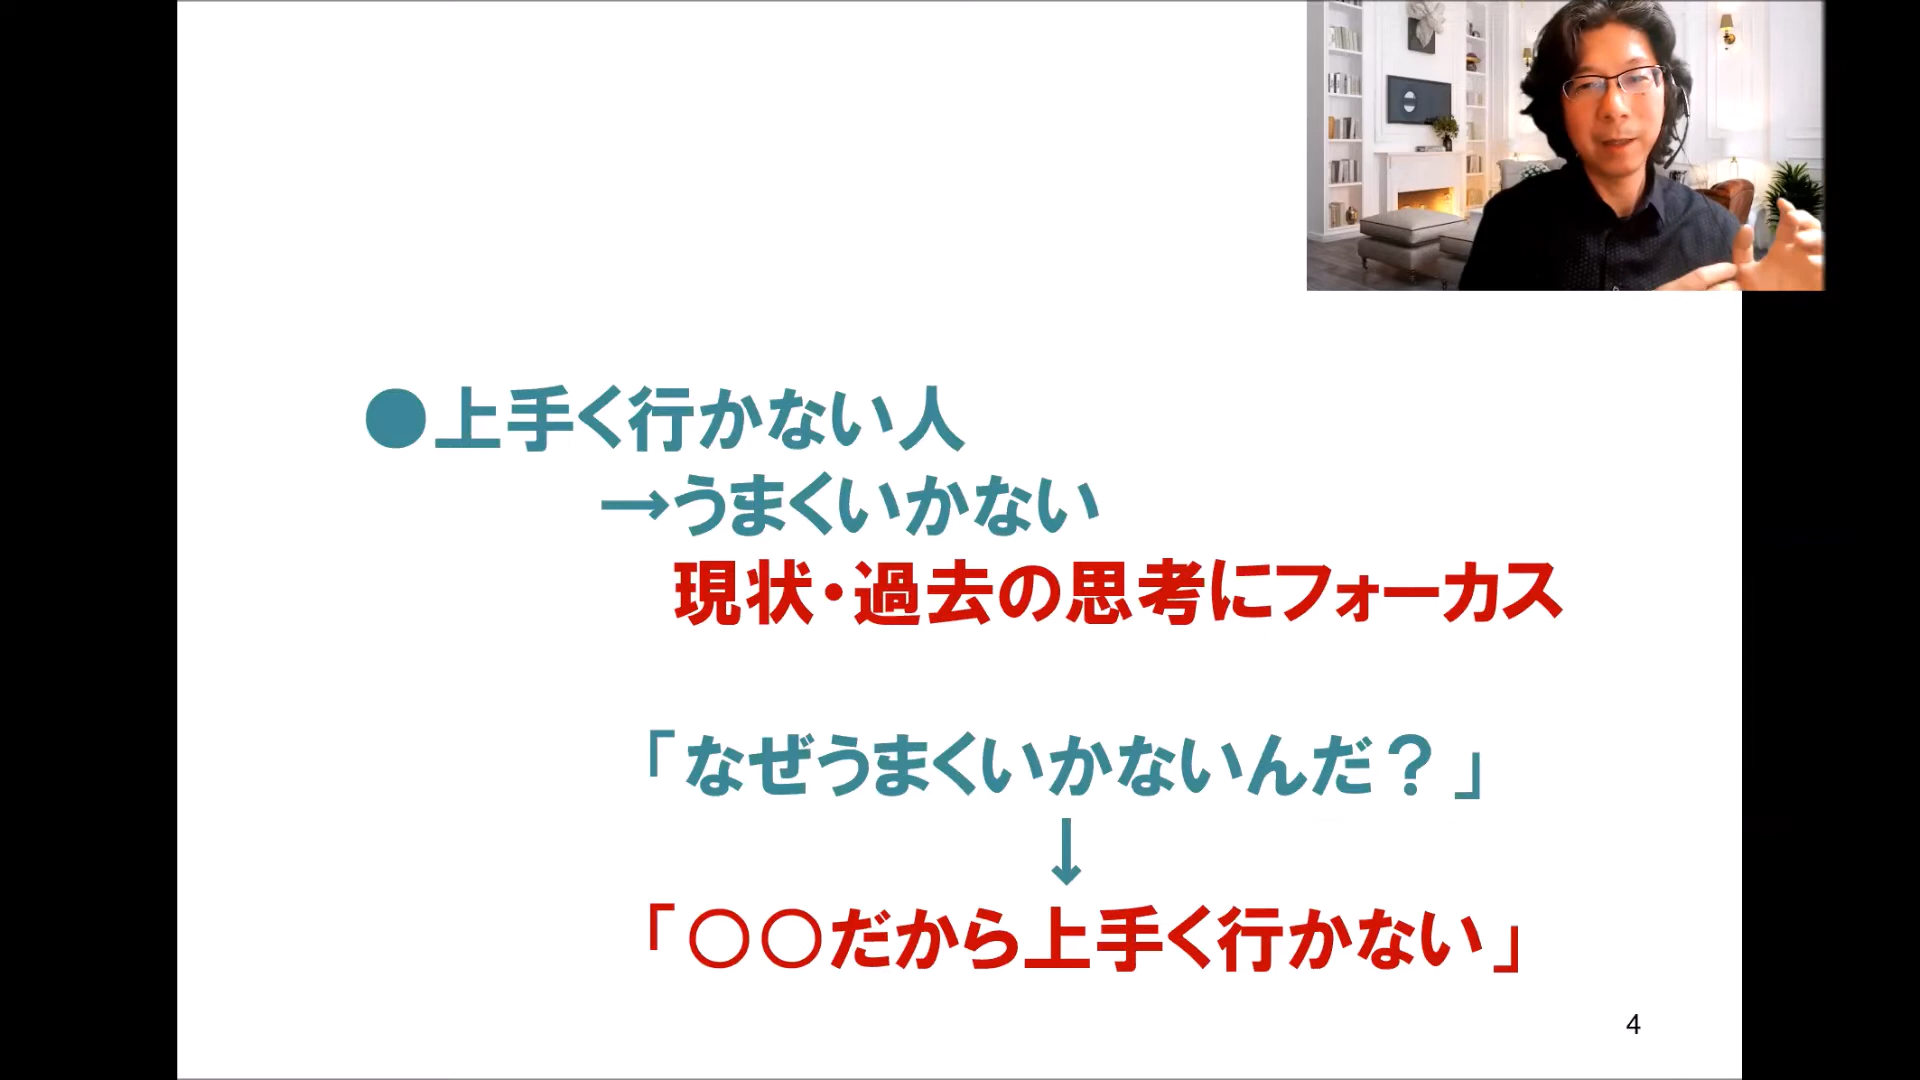 ●上手く行かない人
→うまくいかない
現状・過去の思考にフォーカス
「なぜうまくいかないんだ？」
↓
「○○だから上手く行かない」
4